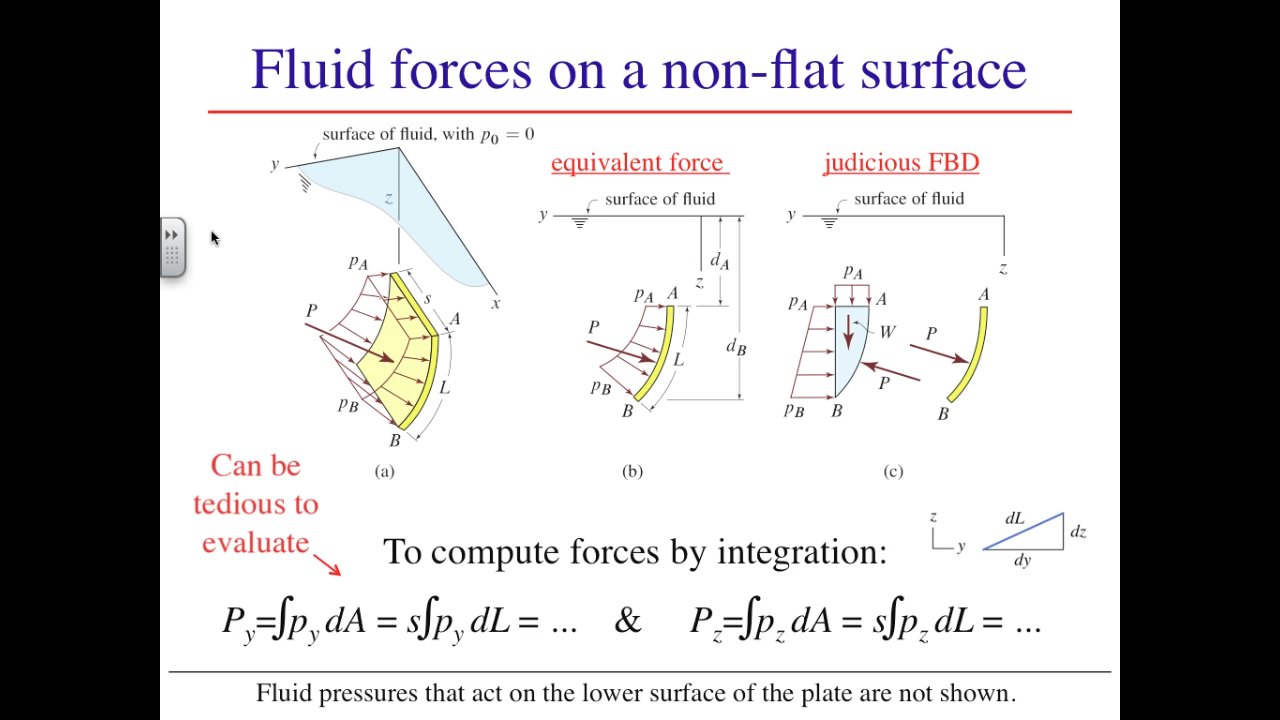 Fluid forces on a non-flat surface
surface of fluid, with p₀ = 0
y
z
x
p_A
s
P
A
L
p_B
B
(a)
equivalent force
surface of fluid
y
d_A
z
p_A A
P
d_B
L
p_B
B
(b)
judicious FBD
surface of fluid
y
z
p_A
p_A A
A
W
P
P
p_B B
B
(c)
Can be
tedious to
evaluate
To compute forces by integration:
z
y
dL
dz
dy
P_y=∫p_y dA = s∫p_y dL = ... & P_z=∫p_z dA = s∫p_z dL = ...
Fluid pressures that act on the lower surface of the plate are not shown.